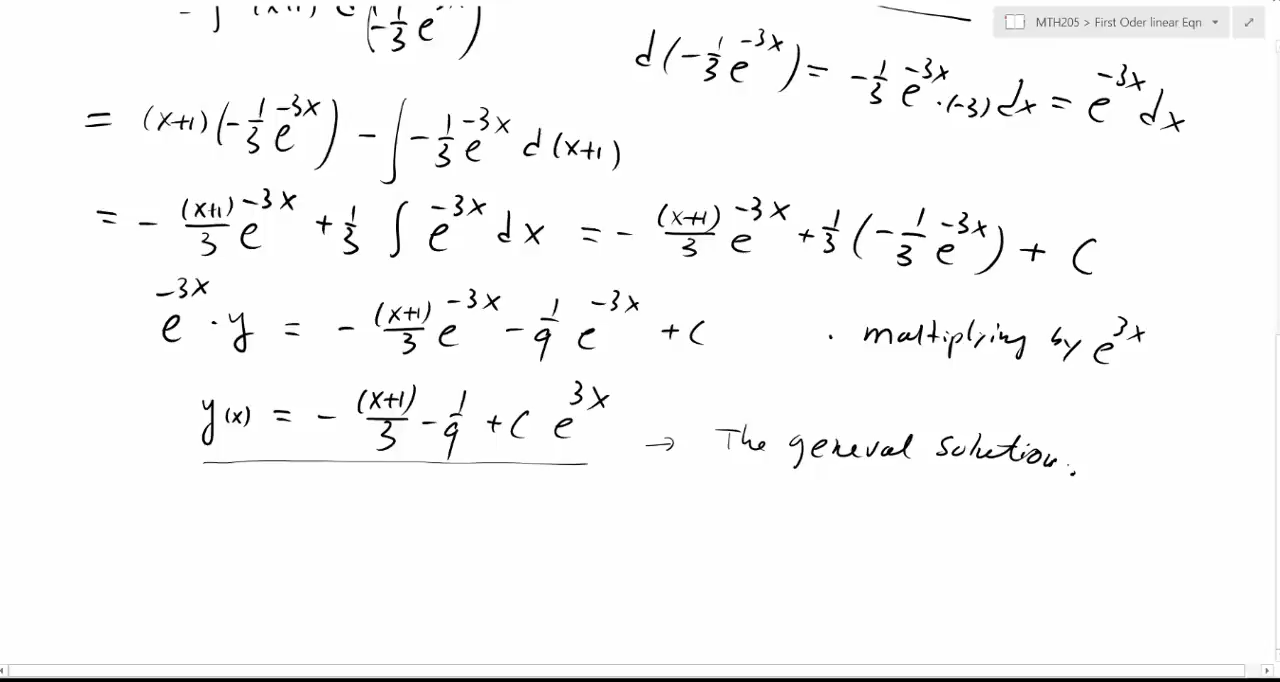 MTH205 > First Oder linear Eqn
(-1/3 e
d(-1/3 e^-3x) = -1/3 e^-3x · (-3) dx = e^-3x dx
= (x+1)(-1/3 e^-3x) - ∫ -1/3 e^-3x d(x+1)
= - (x+1)/3 e^-3x + 1/3 ∫ e^-3x dx = - (x+1)/3 e^-3x + 1/3 (-1/3 e^-3x) + C
e^-3x · y = - (x+1)/3 e^-3x - 1/9 e^-3x + C . multiplying by e^3x
y(x) = - (x+1)/3 - 1/9 + C e^3x → The general solution.